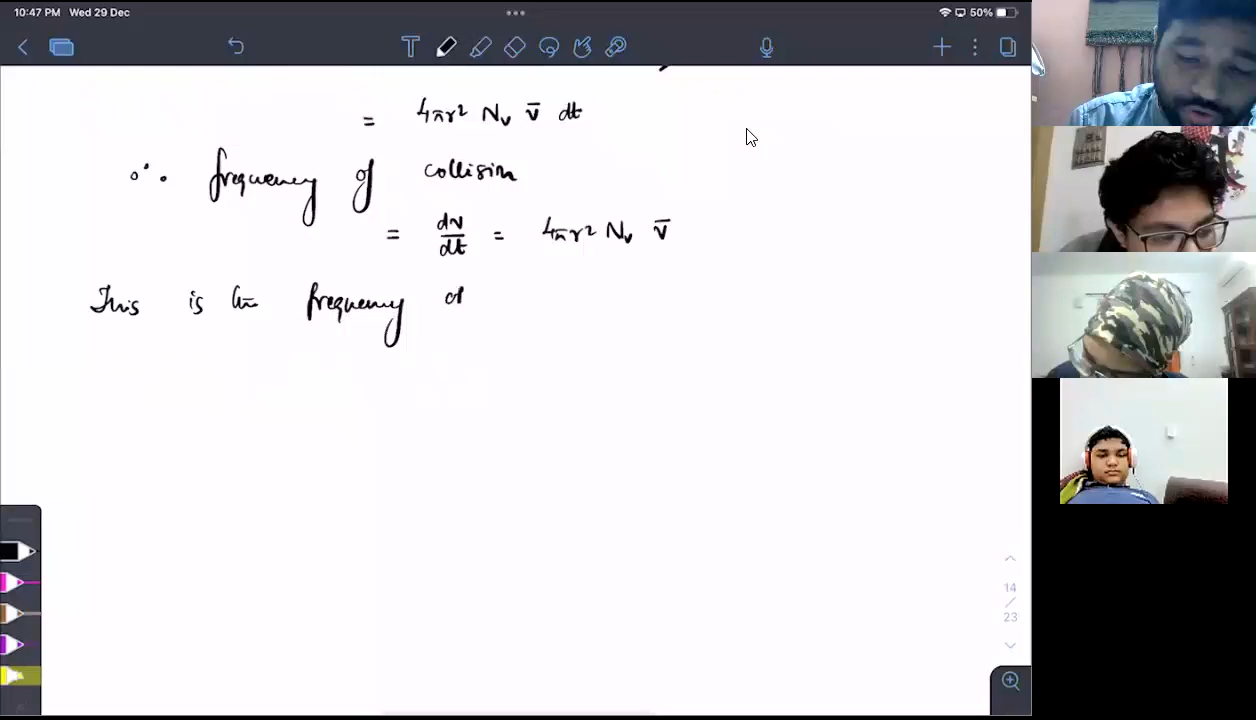 10:47 PM Wed 29 Dec
50%
= 4πr² Nᵥ v̄ dt
∴ frequency of collision
= dN/dt = 4πr² Nᵥ v̄
This is the frequency of
14
/
23